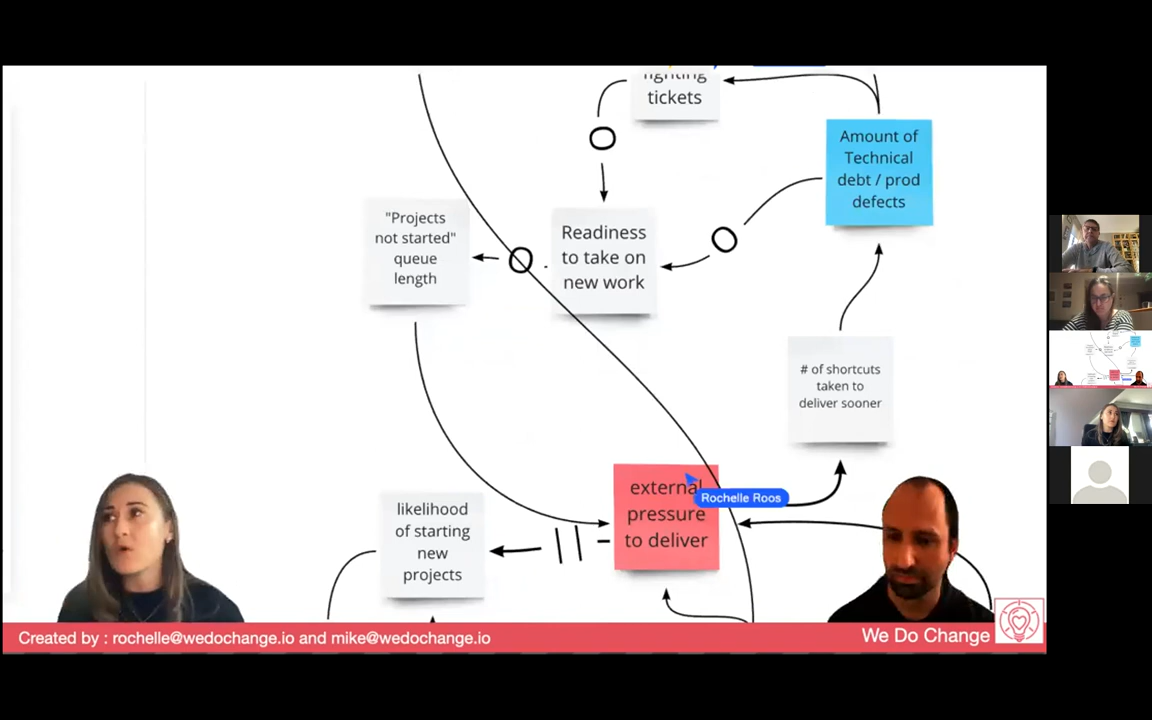 fighting
tickets
Amount of
Technical
debt / prod
defects
"Projects
not started"
queue
length
Readiness
to take on
new work
# of shortcuts
taken to
deliver sooner
external
pressure
to deliver
Rochelle Roos
likelihood
of starting
new
projects
Created by : rochelle@wedochange.io and mike@wedochange.io
We Do Change